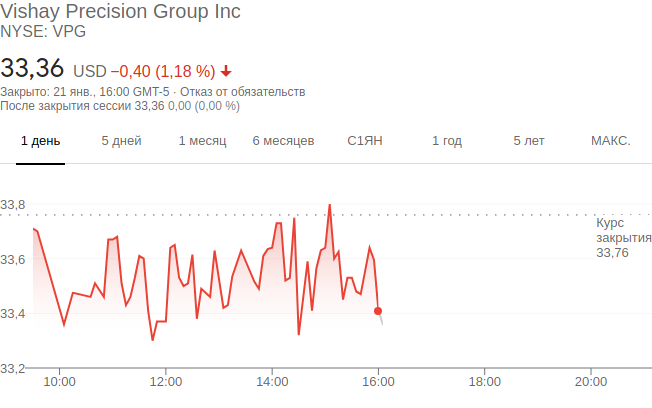 Vishay Precision Group Inc
NYSE: VPG
33,36 USD −0,40 (1,18 %)
Закрыто: 21 янв., 16:00 GMT-5 · Отказ от обязательств
После закрытия сессии 33,36 0,00 (0,00 %)
1 день 5 дней 1 месяц 6 месяцев С1ЯН 1 год 5 лет МАКС.
33,8
Курс
закрытия
33,76
33,6
33,4
33,2
10:00 12:00 14:00 16:00 18:00 20:00